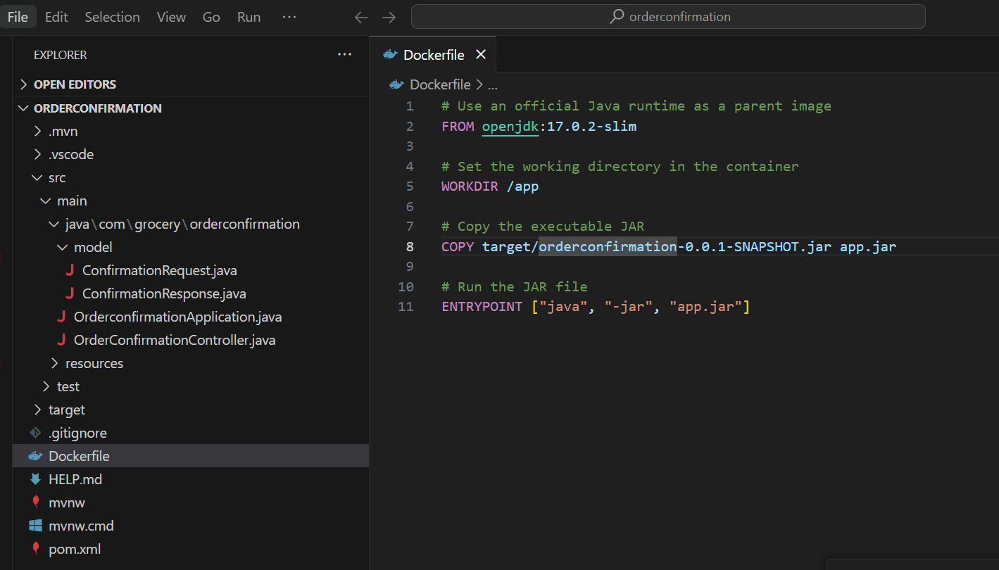 File Edit Selection View Go Run ··· orderconfirmation
EXPLORER ···
OPEN EDITORS
ORDERCONFIRMATION
.mvn
.vscode
src
main
java\com\grocery\orderconfirmation
model
ConfirmationRequest.java
ConfirmationResponse.java
OrderconfirmationApplication.java
OrderConfirmationController.java
resources
test
target
.gitignore
Dockerfile
HELP.md
mvnw
mvnw.cmd
pom.xml
Dockerfile
Dockerfile > ...
1 # Use an official Java runtime as a parent image
2 FROM openjdk:17.0.2-slim
3
4 # Set the working directory in the container
5 WORKDIR /app
6
7 # Copy the executable JAR
8 COPY target/orderconfirmation-0.0.1-SNAPSHOT.jar app.jar
9
10 # Run the JAR file
11 ENTRYPOINT ["java", "-jar", "app.jar"]